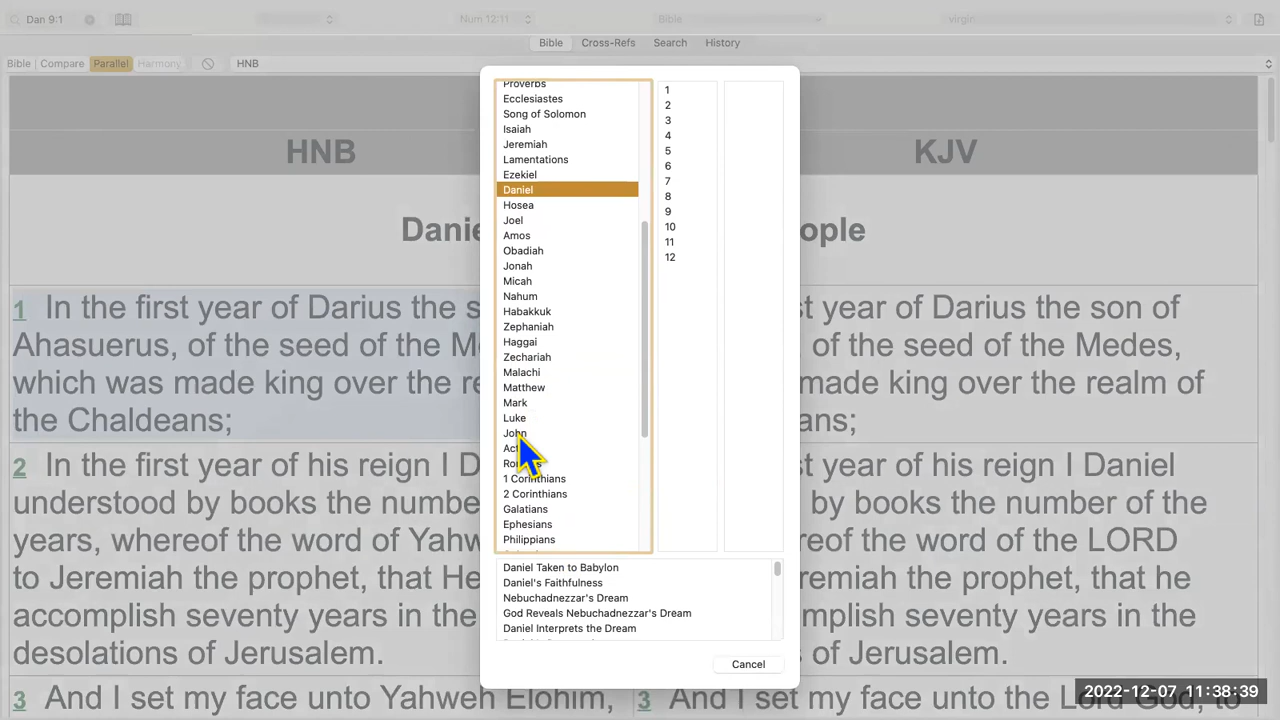 Dan 9:1
Num 12:11
Bible
virgin
Bible Cross-Refs Search History
Bible Compare Parallel Harmony HNB
HNB
KJV
Danie
ople
1 In the first year of Darius the s
Ahasuerus, of the seed of the M
which was made king over the re
the Chaldeans;
2 In the first year of his reign I D
understood by books the numbe
years, whereof the word of Yahw
to Jeremiah the prophet, that He
accomplish seventy years in the
desolations of Jerusalem.
3 And I set my face unto Yahweh Elohim,
Proverbs
Ecclesiastes
Song of Solomon
Isaiah
Jeremiah
Lamentations
Ezekiel
Daniel
Hosea
Joel
Amos
Obadiah
Jonah
Micah
Nahum
Habakkuk
Zephaniah
Haggai
Zechariah
Malachi
Matthew
Mark
Luke
John
1 Corinthians
2 Corinthians
Galatians
Ephesians
Philippians
1
2
3
4
5
6
7
8
9
10
11
12
Daniel Taken to Babylon
Daniel's Faithfulness
Nebuchadnezzar's Dream
God Reveals Nebuchadnezzar's Dream
Daniel Interprets the Dream
Cancel
t year of Darius the son of
, of the seed of the Medes,
made king over the realm of
ans;
t year of his reign I Daniel
by books the number of the
reof the word of the LORD
remiah the prophet, that he
mplish seventy years in the
s of Jerusalem.
3 And I set my face unto the Lord God, to
2022-12-07 11:38:39